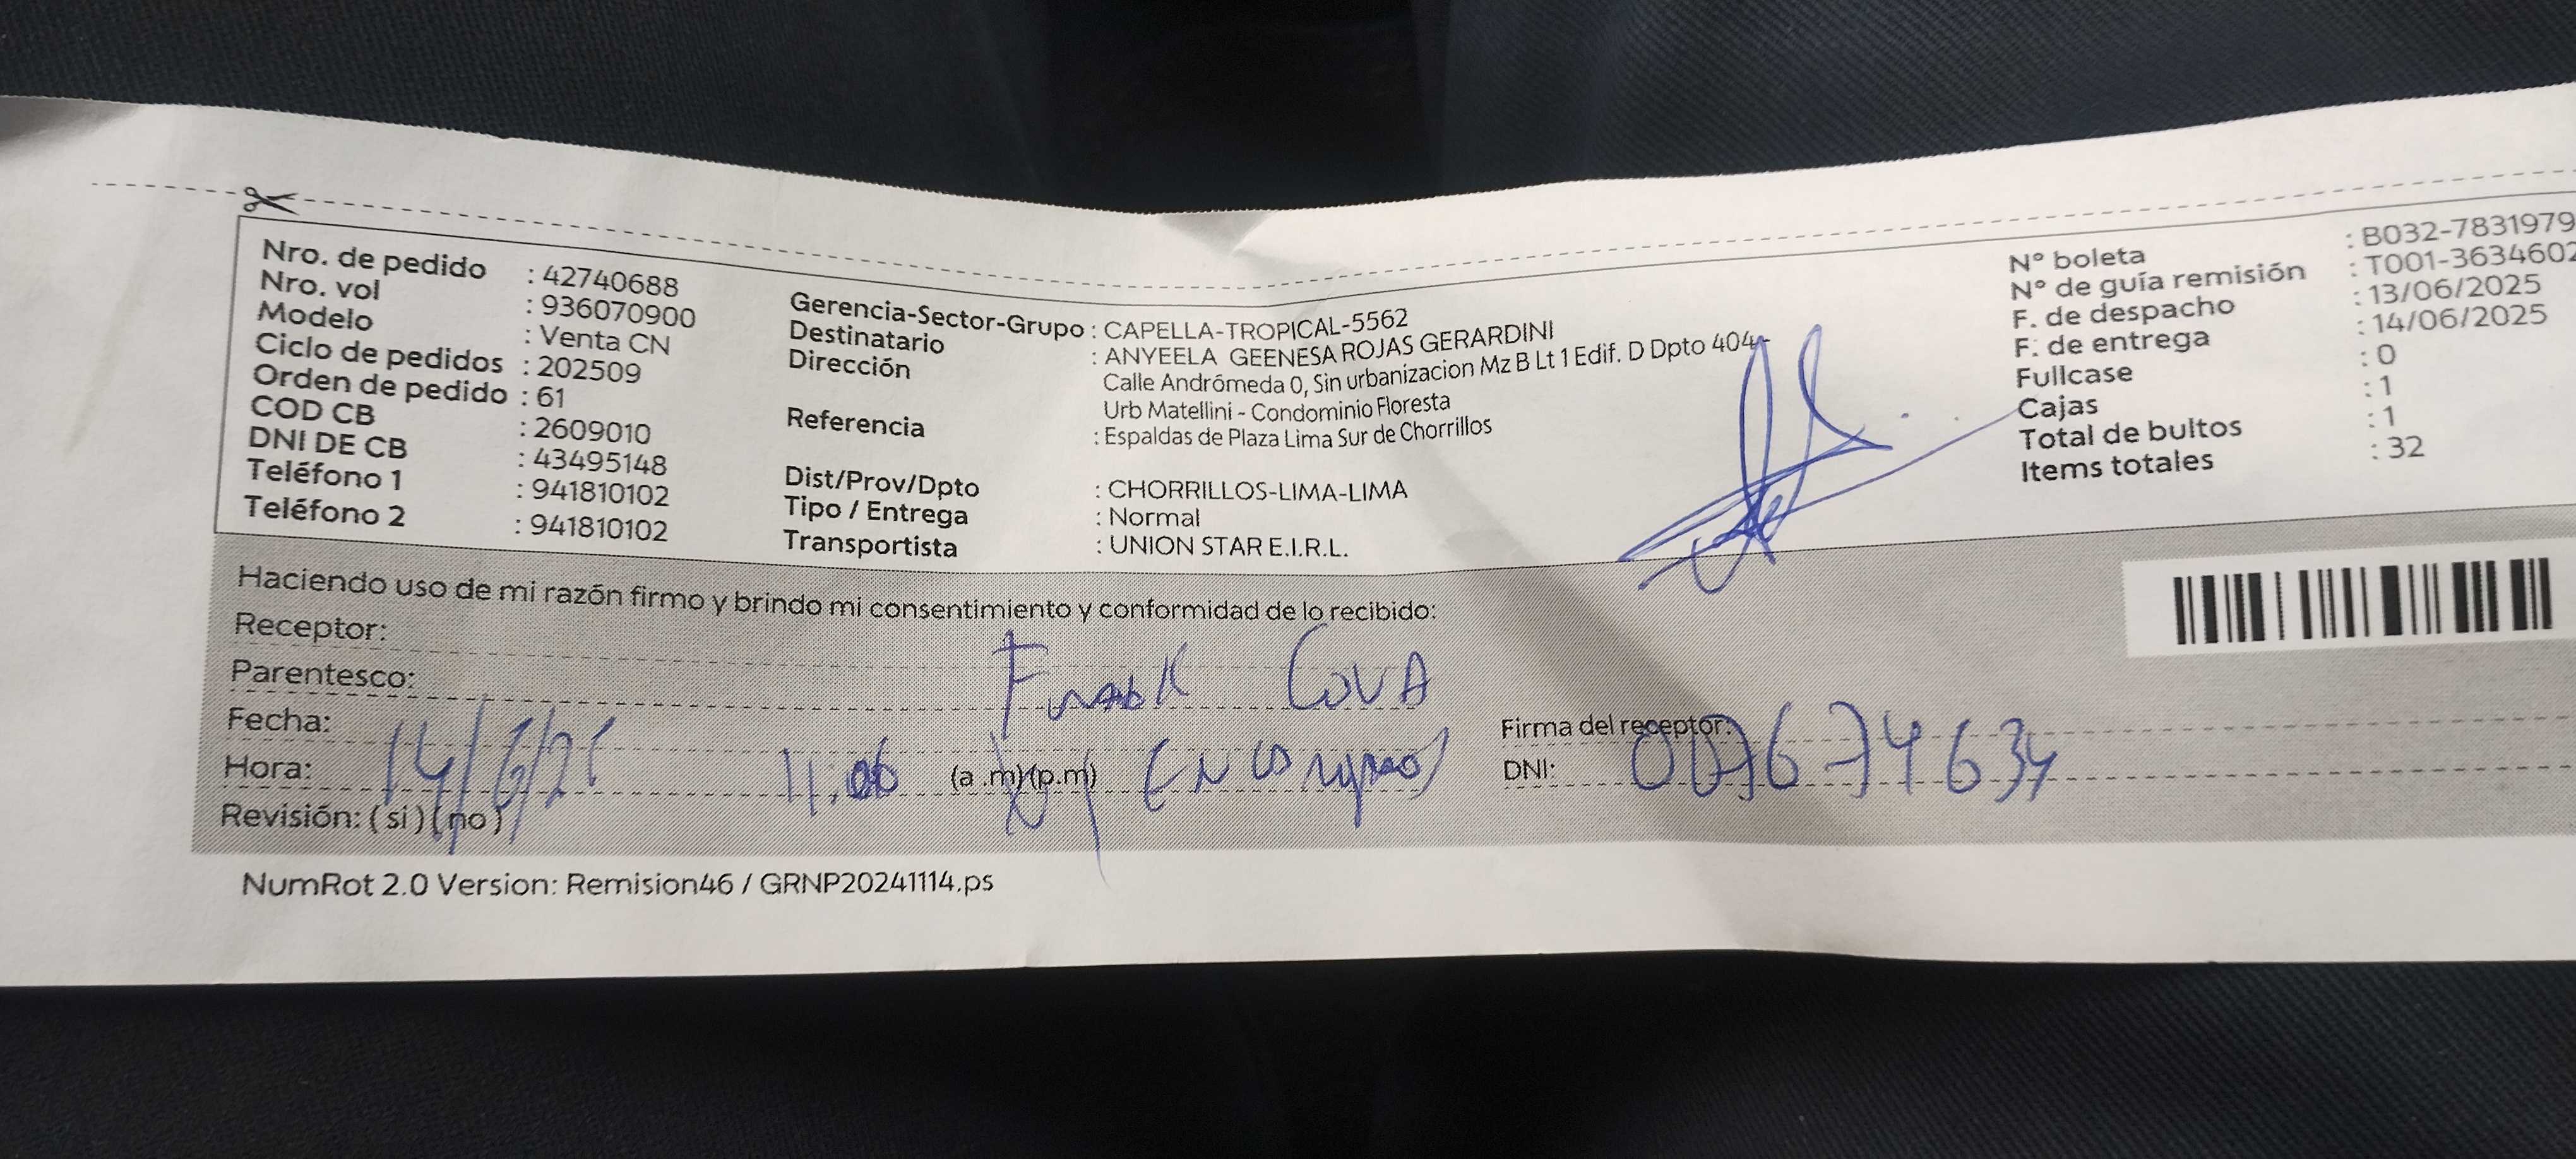 Nro. de pedido : 42740688
Nro. vol : 936070900
Modelo : Venta CN
Ciclo de pedidos : 202509
Orden de pedido : 61
COD CB : 2609010
DNI DE CB : 43495148
Teléfono 1 : 941810102
Teléfono 2 : 941810102
Gerencia-Sector-Grupo : CAPELLA-TROPICAL-5562
Destinatario : ANYEELA GEENESA ROJAS GERARDINI
Dirección : Calle Andrómeda 0, Sin urbanizacion Mz B Lt 1 Edif. D Dpto 404-
Urb Matellini - Condominio Floresta
Referencia : Espaldas de Plaza Lima Sur de Chorrillos
Dist/Prov/Dpto : CHORRILLOS-LIMA-LIMA
Tipo / Entrega : Normal
Transportista : UNION STAR E.I.R.L.
N° boleta : B032-7831979
N° de guía remisión : T001-3634602
F. de despacho : 13/06/2025
F. de entrega : 14/06/2025
Fullcase : 0
Cajas : 1
Total de bultos : 1
Items totales : 32
Haciendo uso de mi razón firmo y brindo mi consentimiento y conformidad de lo recibido:
Receptor:
Parentesco: Frank COVA
Fecha: 14/6/25
Firma del receptor:
Hora: (a .m)(p.m)
DNI: 007674634
Revisión: ( si ) ( no )
NumRot 2.0 Version: Remision46 / GRNP20241114.ps